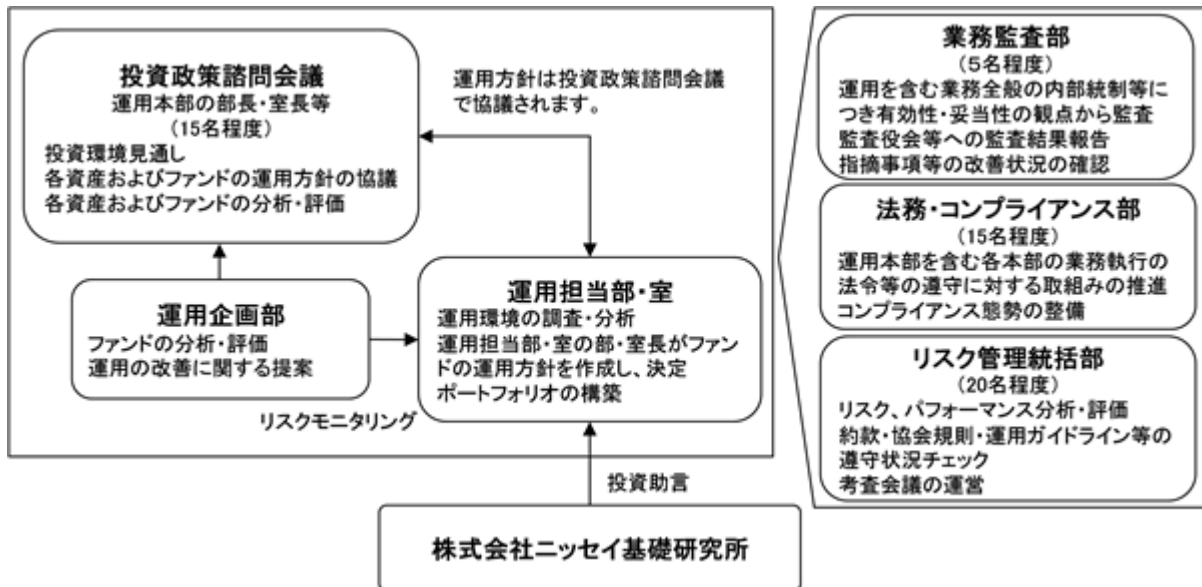 投資政策諮問会議
運用本部の部長・室長等
(15名程度)
投資環境見通し
各資産およびファンドの運用方針の協議
各資産およびファンドの分析・評価
運用方針は投資政策諮問会議
で協議されます。
運用企画部
ファンドの分析・評価
運用の改善に関する提案
リスクモニタリング
運用担当部・室
運用環境の調査・分析
運用担当部・室の部・室長がファン
ドの運用方針を作成し、決定
ポートフォリオの構築
投資助言
株式会社ニッセイ基礎研究所
業務監査部
(5名程度)
運用を含む業務全般の内部統制等に
つき有効性・妥当性の観点から監査
監査役会等への監査結果報告
指摘事項等の改善状況の確認
法務・コンプライアンス部
(15名程度)
運用本部を含む各本部の業務執行の
法令等の遵守に対する取組みの推進
コンプライアンス態勢の整備
リスク管理統括部
(20名程度)
リスク、パフォーマンス分析・評価
約款・協会規則・運用ガイドライン等の
遵守状況チェック
考査会議の運営